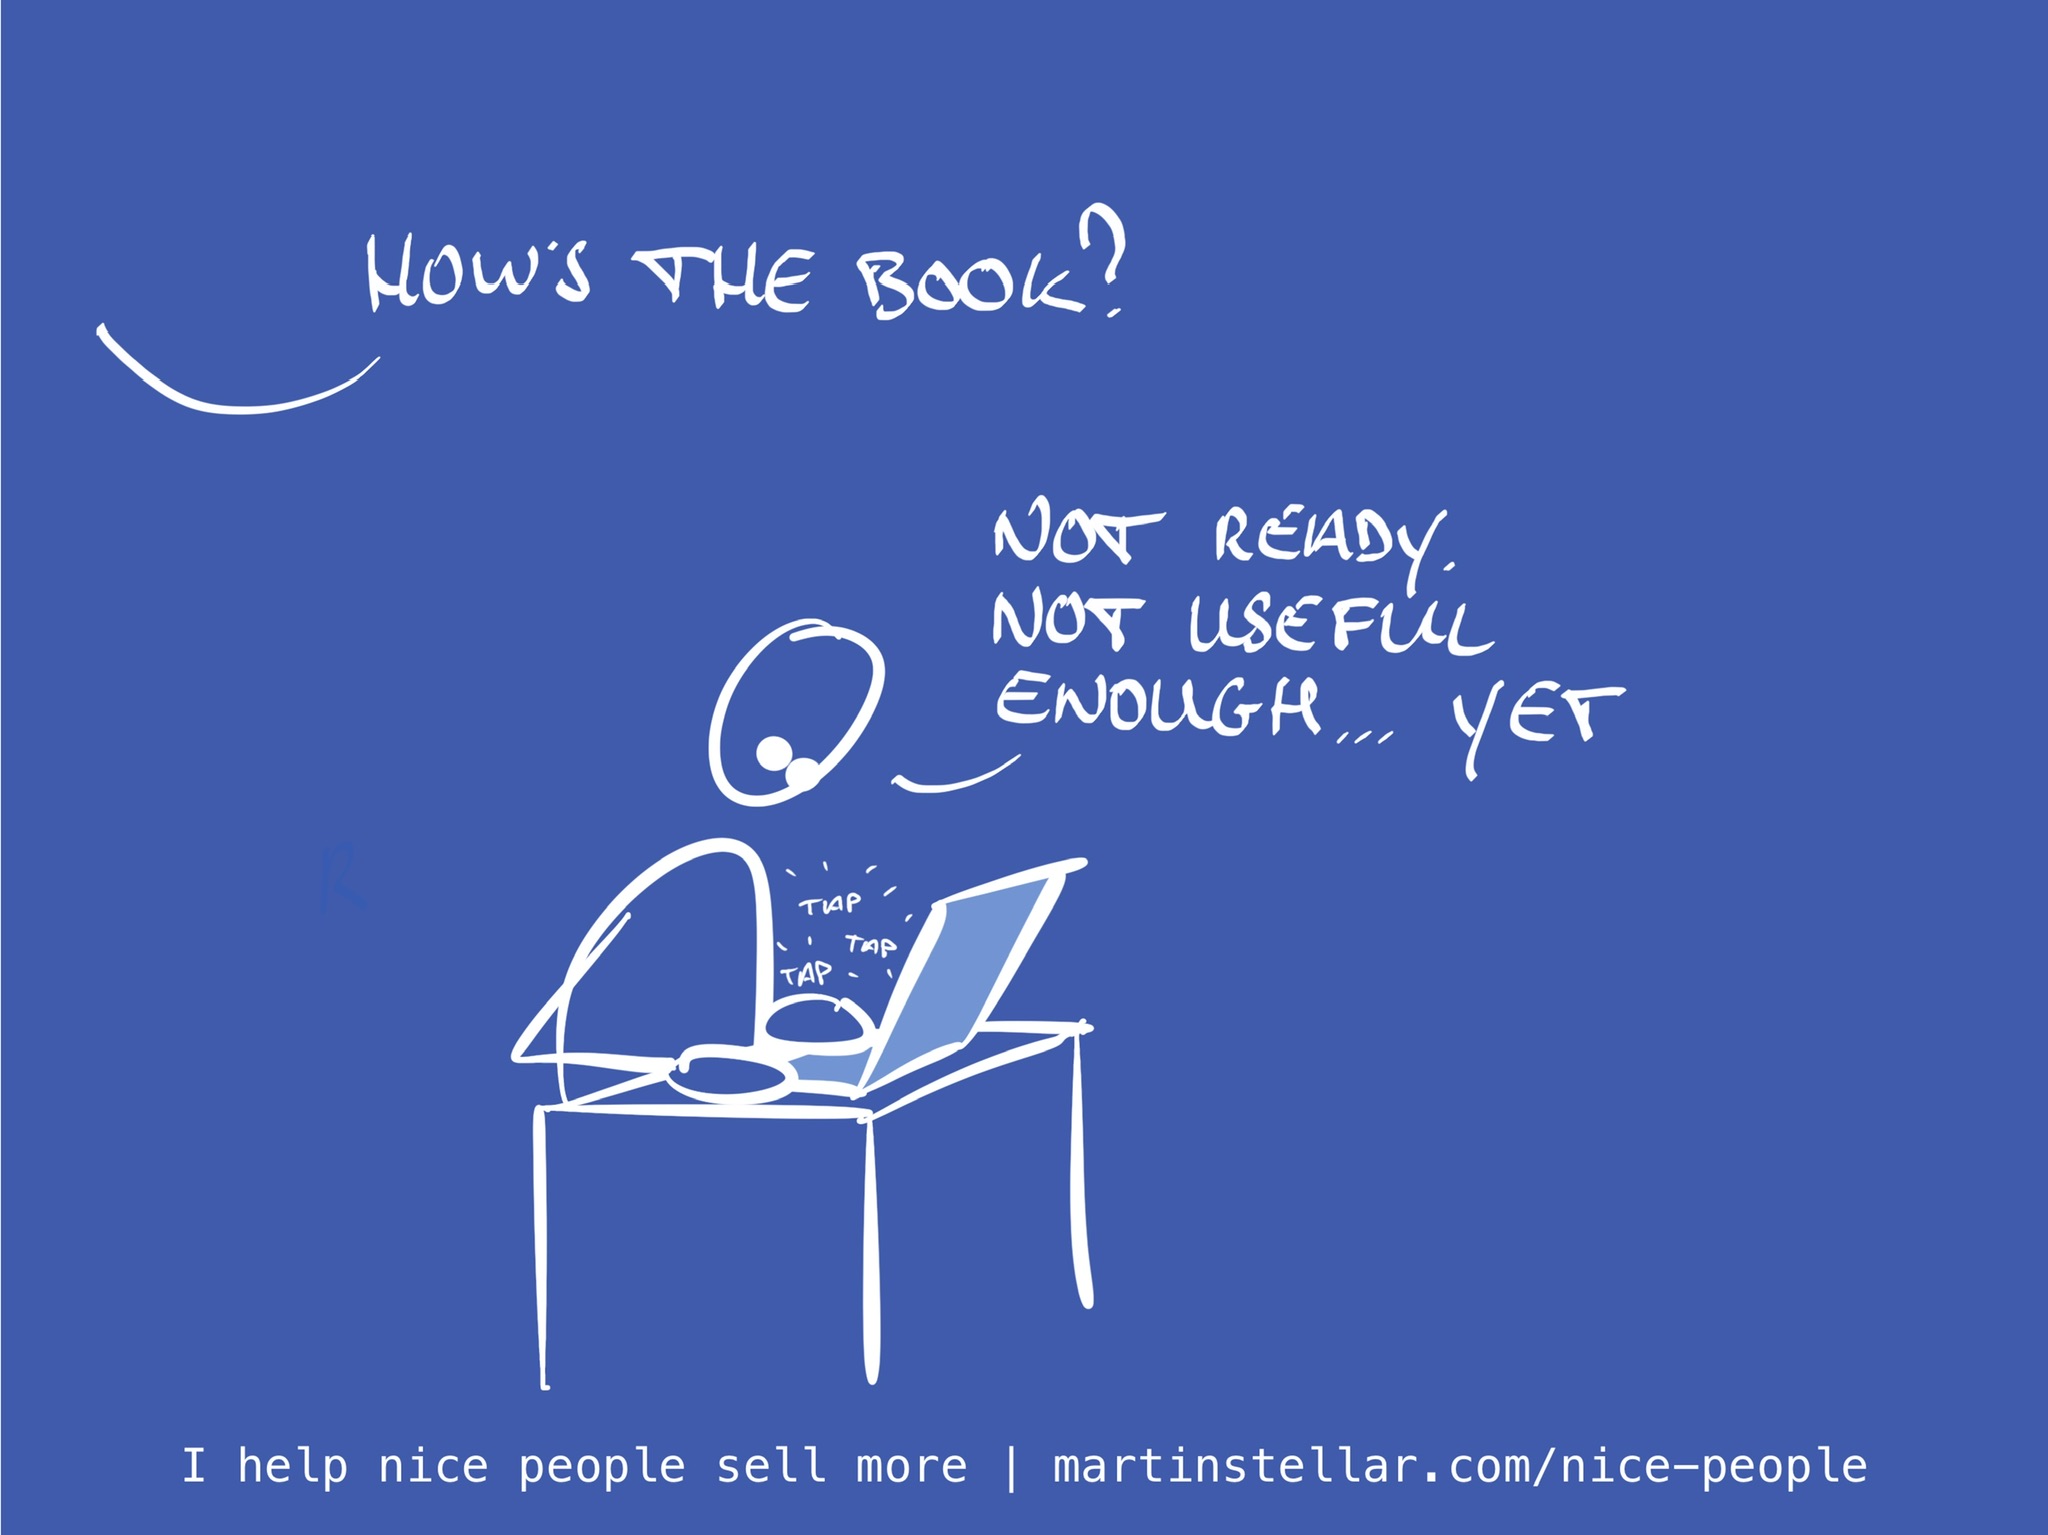 HOW'S THE BOOK?
NOT READY.
NOT USEFUL
ENOUGH... YET
TAP
TAP
TAP
R
I help nice people sell more | martinstellar.com/nice-people